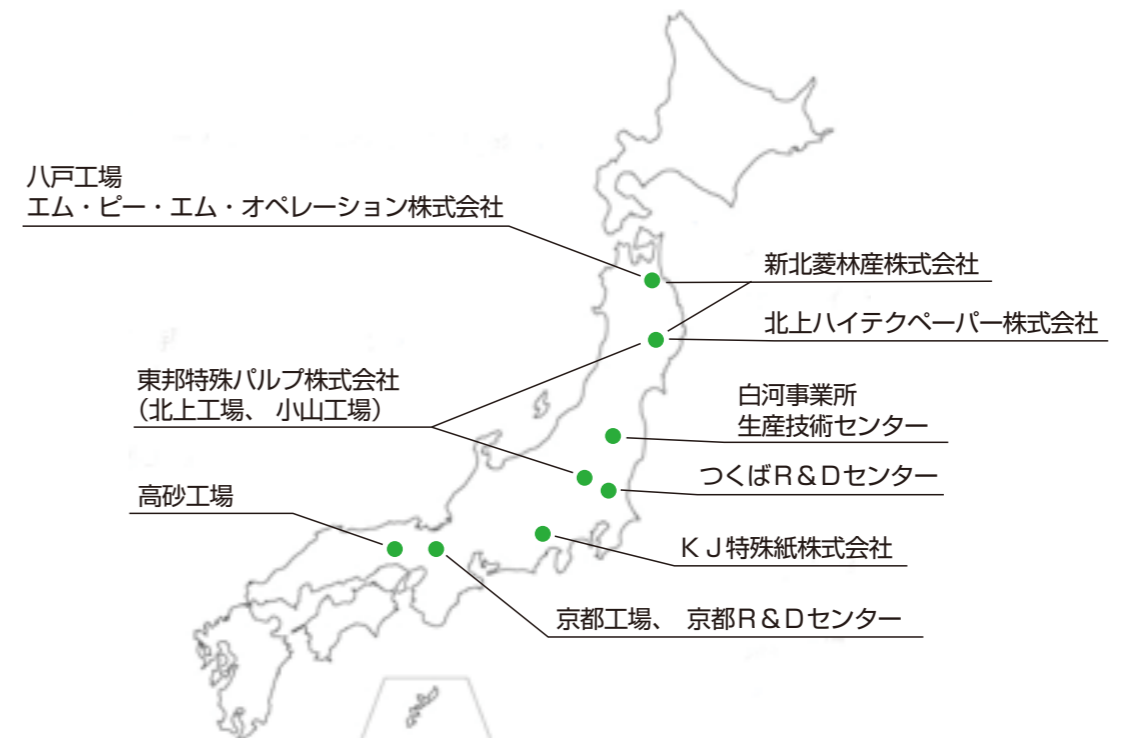 八戸工場
エム・ピー・エム・オペレーション株式会社
新北菱林産株式会社
北上ハイテクペーパー株式会社
東邦特殊パルプ株式会社
（北上工場、 小山工場）
白河事業所
生産技術センター
つくばＲ＆Ｄセンター
高砂工場
ＫＪ特殊紙株式会社
京都工場、 京都Ｒ＆Ｄセンター